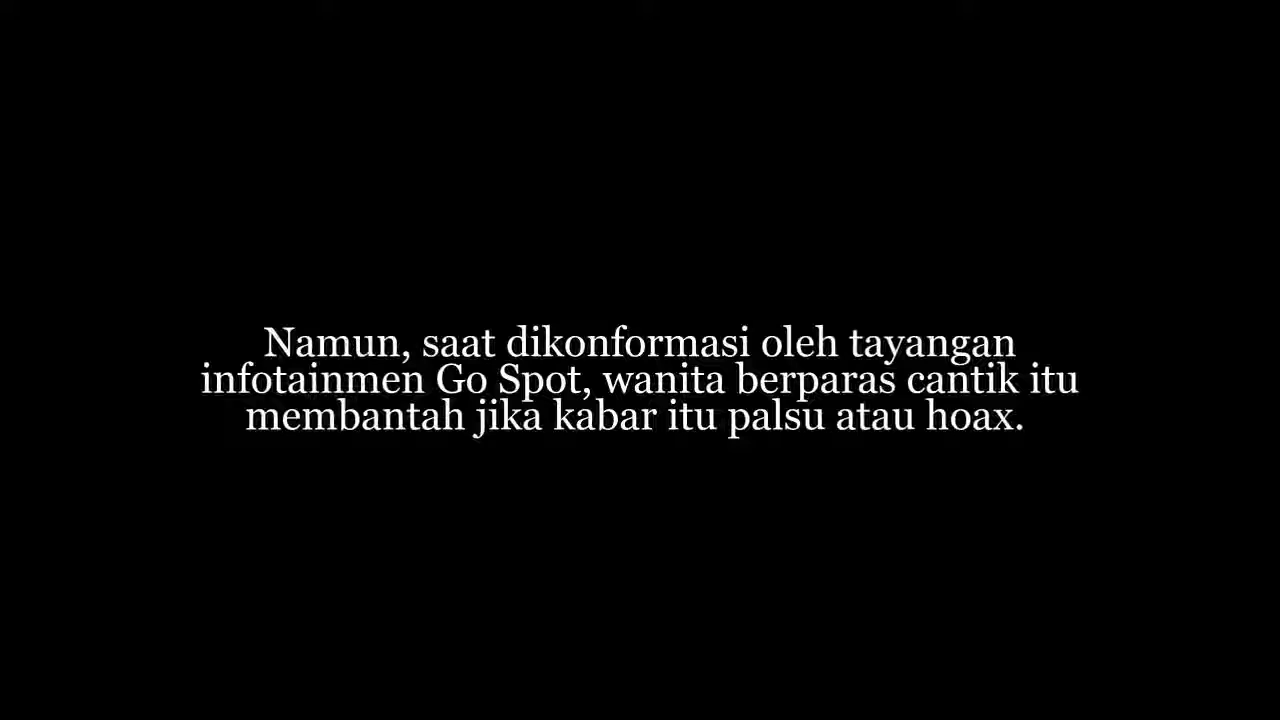 Namun, saat dikonformasi oleh tayangan
infotainmen Go Spot, wanita berparas cantik itu
membantah jika kabar itu palsu atau hoax.